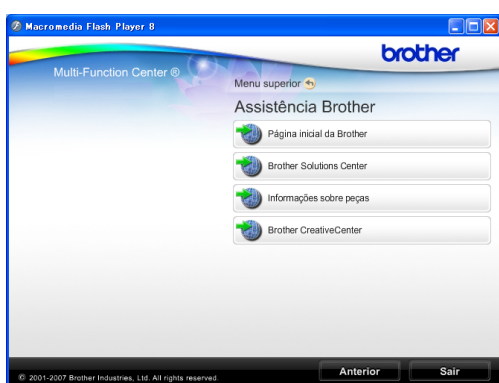 Macromedia Flash Player 8
brother
Multi-Function Center ®
Menu superior
Assistência Brother
Página inicial da Brother
Brother Solutions Center
Informações sobre peças
Brother CreativeCenter
Anterior
Sair
© 2001-2007 Brother Industries, Ltd. All rights reserved.